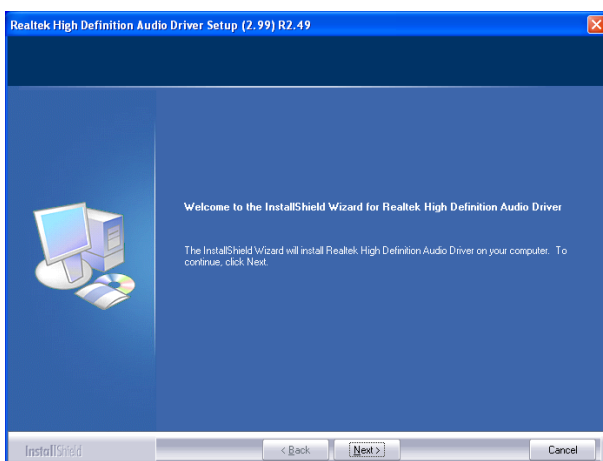 Realtek High Definition Audio Driver Setup (2.99) R2.49
Welcome to the InstallShield Wizard for Realtek High Definition Audio Driver
The InstallShield Wizard will install Realtek High Definition Audio Driver on your computer. To
continue, click Next.
InstallShield
< Back Next > Cancel